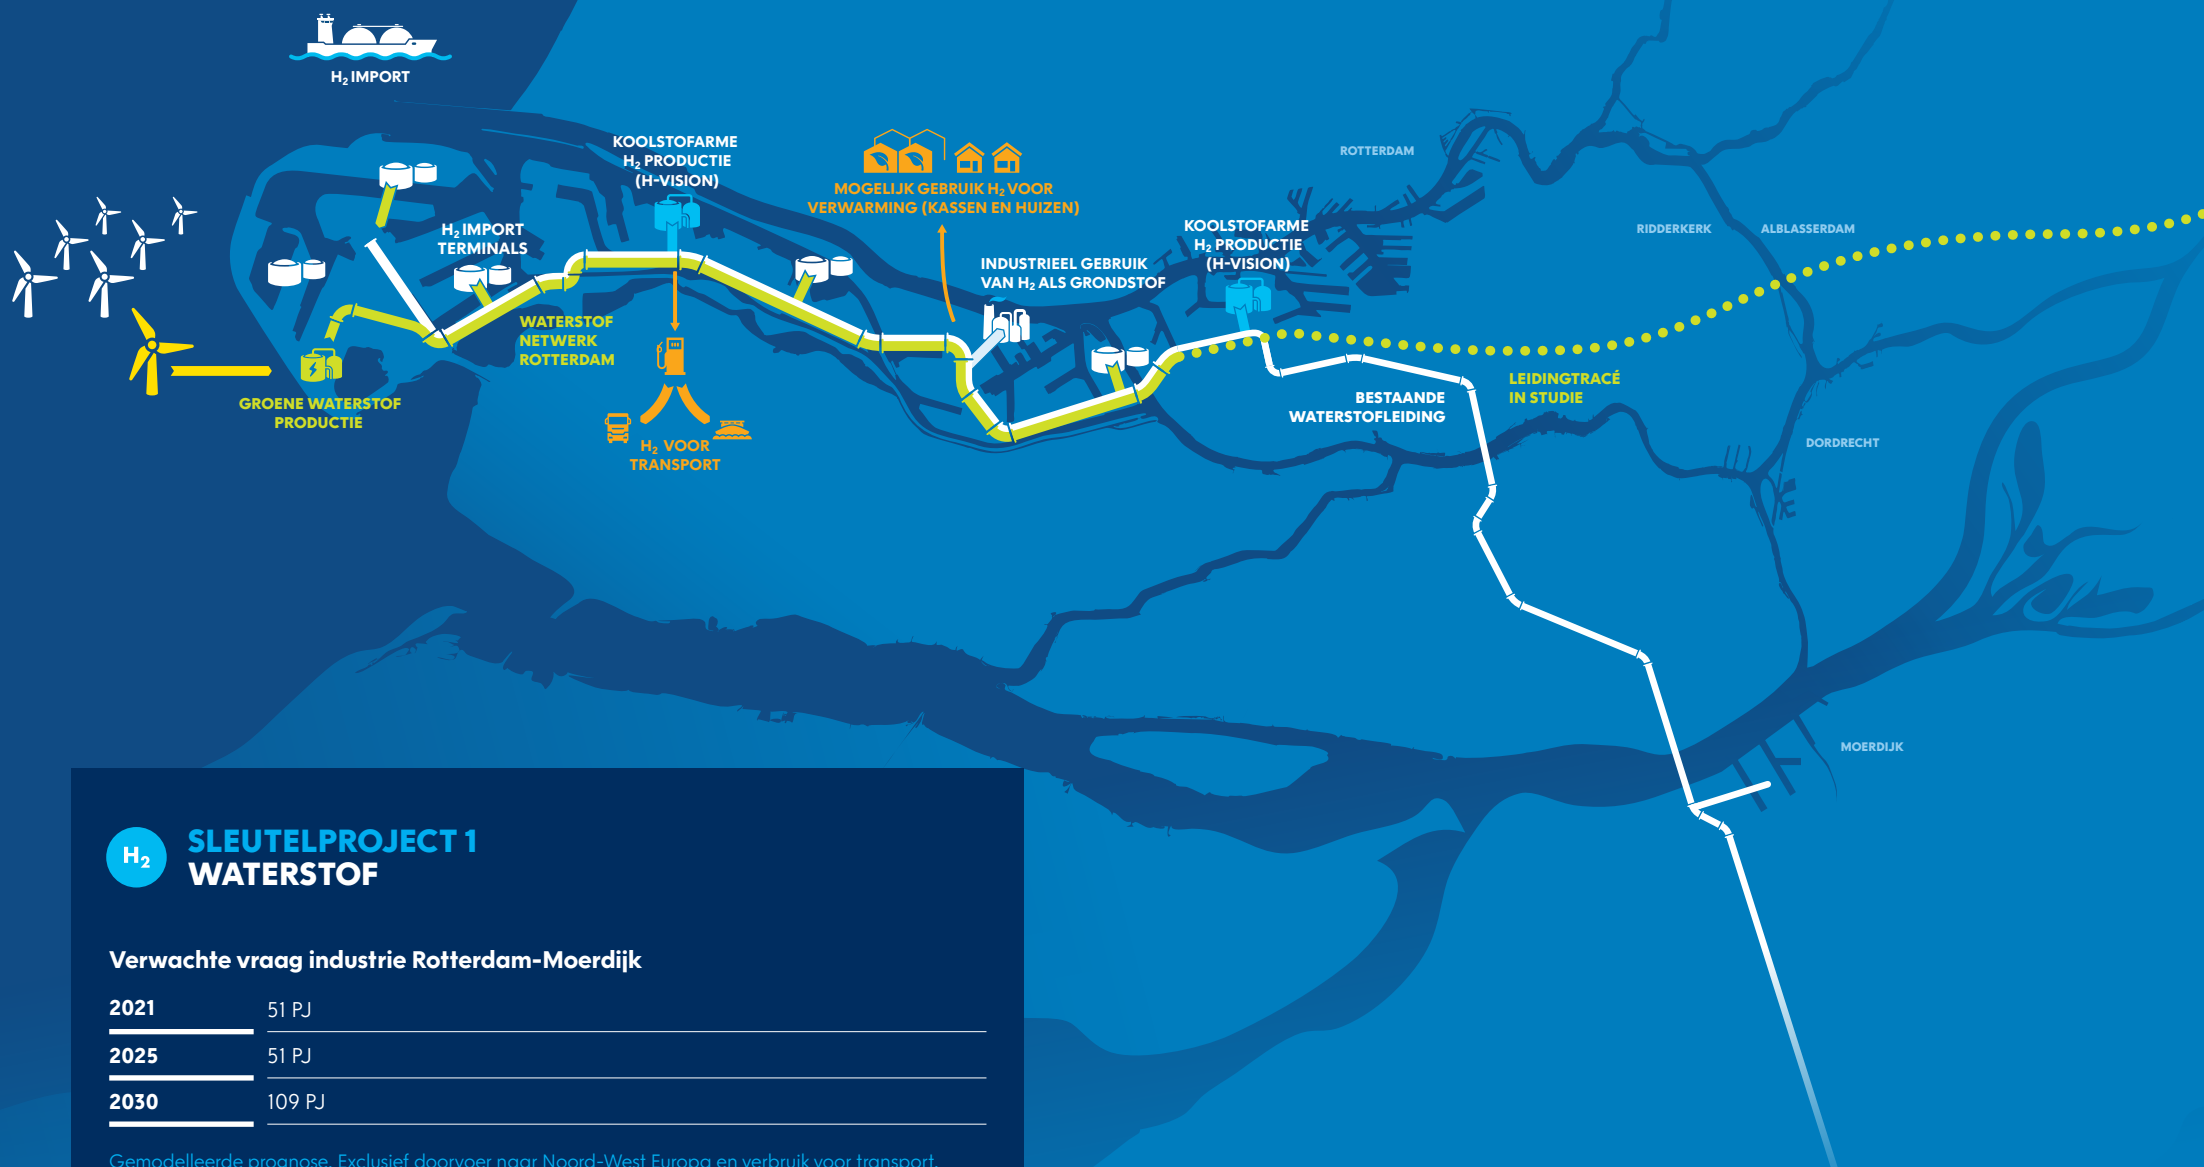 H₂ IMPORT
KOOLSTOFARME
H₂ PRODUCTIE
(H-VISION)
MOGELIJK GEBRUIK H₂ VOOR
VERWARMING (KASSEN EN HUIZEN)
ROTTERDAM
H₂ IMPORT
TERMINALS
KOOLSTOFARME
H₂ PRODUCTIE
(H-VISION)
RIDDERKERK
ALBLASSERDAM
INDUSTRIEEL GEBRUIK
VAN H₂ ALS GRONDSTOF
WATERSTOF
NETWERK
ROTTERDAM
GROENE WATERSTOF
PRODUCTIE
LEIDINGTRACÉ
IN STUDIE
BESTAANDE
WATERSTOFLEIDING
H₂ VOOR
TRANSPORT
DORDRECHT
MOERDIJK
H₂
SLEUTELPROJECT 1
WATERSTOF
Verwachte vraag industrie Rotterdam-Moerdijk
2021 51 PJ
2025 51 PJ
2030 109 PJ
Gemodelleerde prognose. Exclusief doorvoer naar Noord-West Europa en verbruik voor transport.